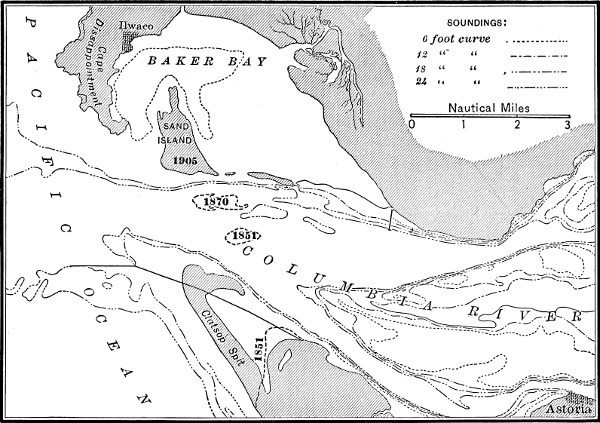 SOUNDINGS:
6 foot curve
12 " "
18 " "
24 " "
Nautical Miles
0 1 2 3
Ilwaco
Cape
Disappointment
BAKER BAY
SAND
ISLAND
1905
1870
1851
PACIFIC
OCEAN
COLUMBIA RIVER
Clatsop Spit
1851
Astoria